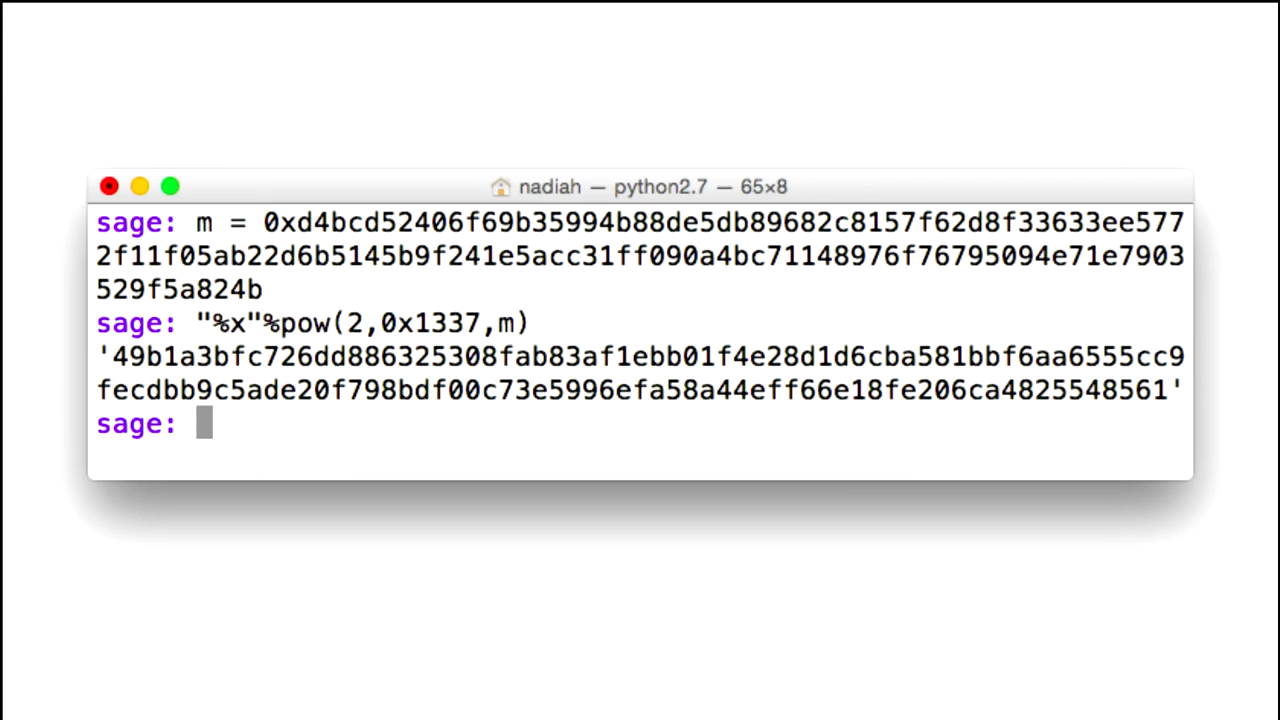 nadiah — python2.7 — 65×8
sage: m = 0xd4bcd52406f69b35994b88de5db89682c8157f62d8f33633ee577
2f11f05ab22d6b5145b9f241e5acc31ff090a4bc71148976f76795094e71e7903
529f5a824b
sage: "%x"%pow(2,0x1337,m)
'49b1a3bfc726dd886325308fab83af1ebb01f4e28d1d6cba581bbf6aa6555cc9
fecdbb9c5ade20f798bdf00c73e5996efa58a44eff66e18fe206ca4825548561'
sage: